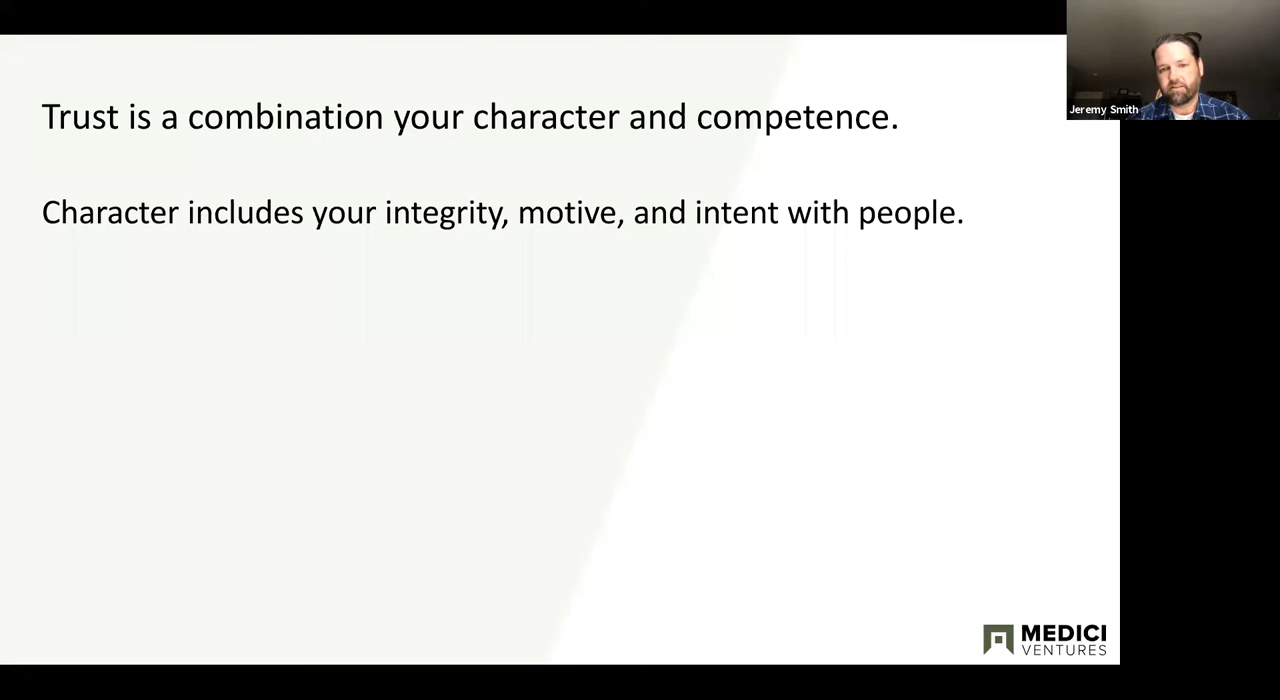 Trust is a combination your character and competence.
Character includes your integrity, motive, and intent with people.
Jeremy Smith
MEDICI
VENTURES